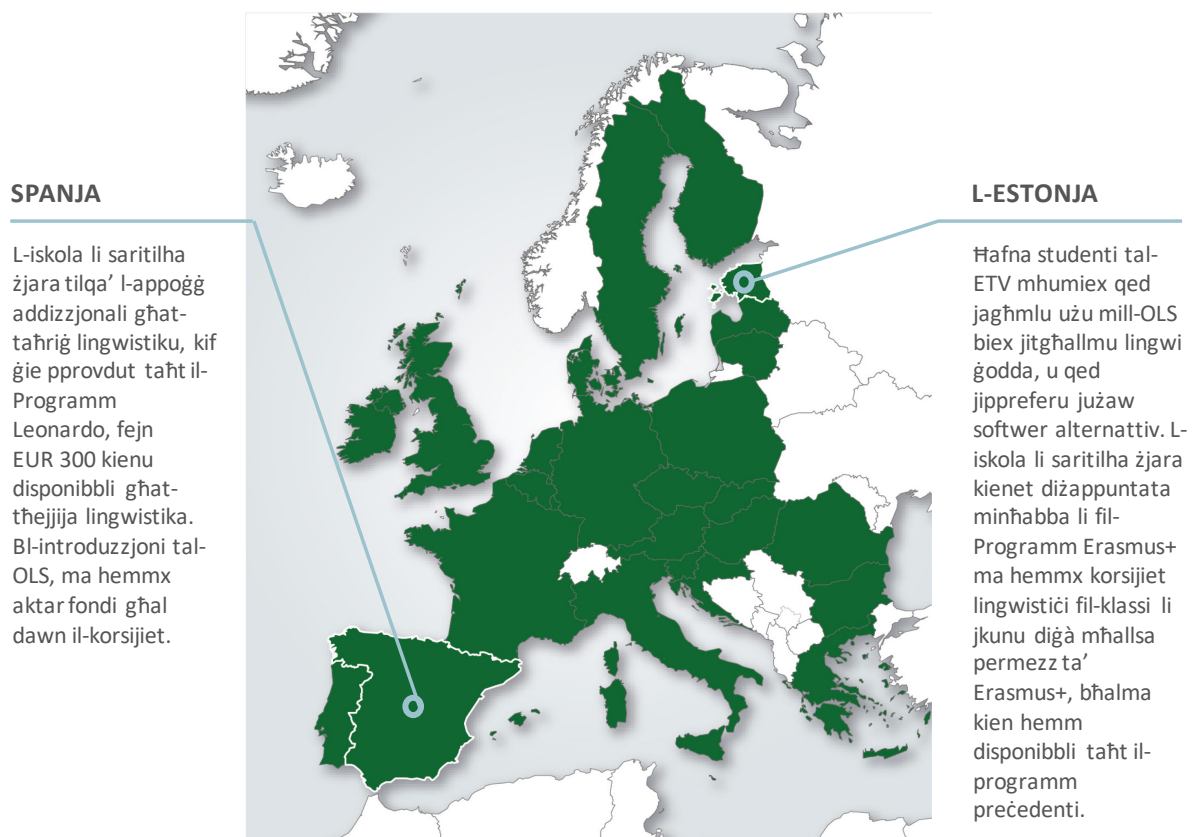 SPANJA
L-iskola li saritilha
żjara tilqa’ l-appoġġ
addizzjonali għat-
taħriġ lingwistiku, kif
ġie pprovdut taħt il-
Programm
Leonardo, fejn
EUR 300 kienu
disponibbli għat-
tħejjija lingwistika.
Bl-introduzzjoni tal-
OLS, ma hemmx
aktar fondi għal
dawn il-korsijiet.
L-ESTONJA
Ħafna studenti tal-
ETV mhumiex qed
jagħmlu użu mill-OLS
biex jitgħallmu lingwi
ġodda, u qed
jippreferu jużaw
softwer alternattiv. L-
iskola li saritilha żjara
kienet diżappuntata
minħabba li fil-
Programm Erasmus+
ma hemmx korsijiet
lingwistiċi fil-klassi li
jkunu diġà mħallsa
permezz ta’
Erasmus+, bħalma
kien hemm
disponibbli taħt il-
programm
preċedenti.